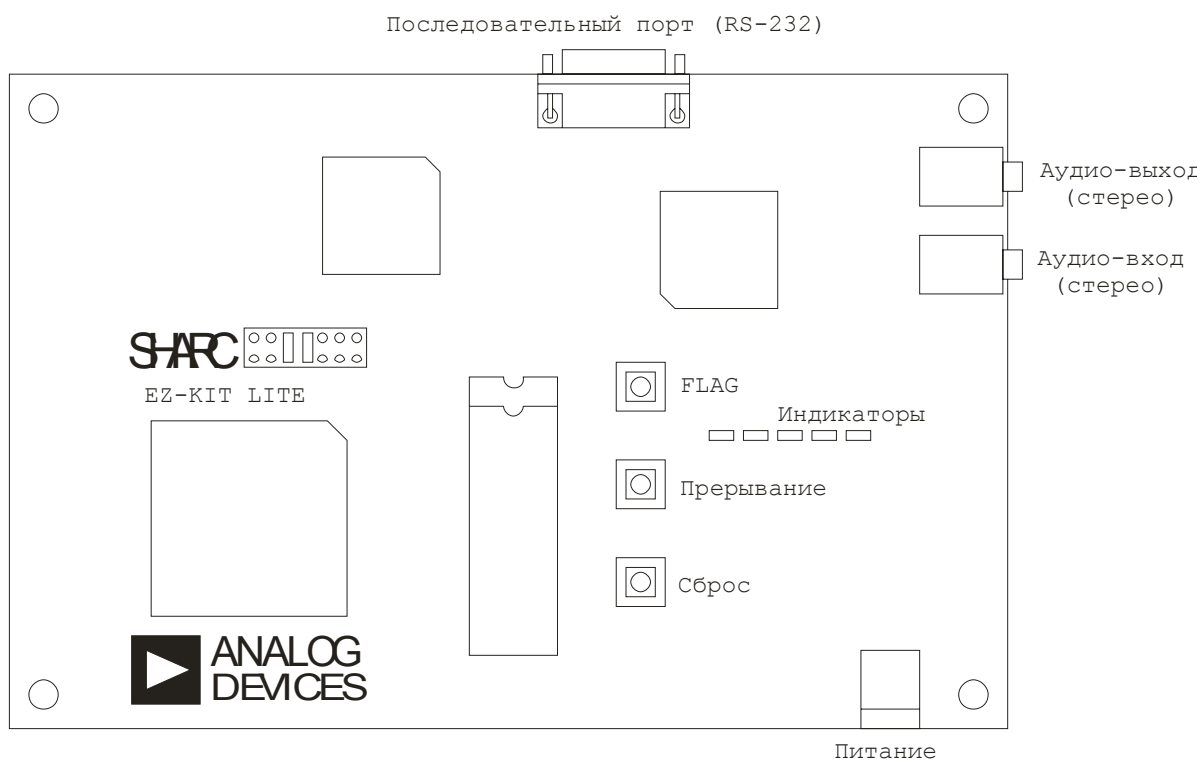 Последовательный порт (RS-232)
Аудио-выход
(стерео)
Аудио-вход
(стерео)
SHARC
EZ-KIT LITE
FLAG
Индикаторы
Прерывание
Сброс
ANALOG
DEVICES
Питание